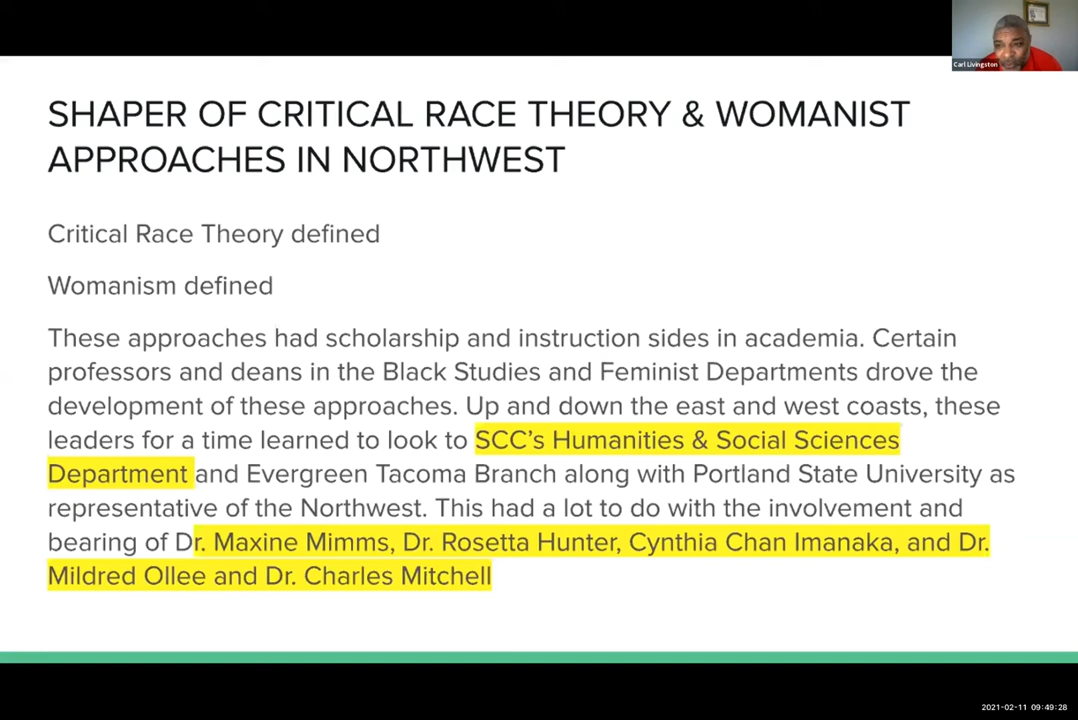 Carl Livingston
SHAPER OF CRITICAL RACE THEORY & WOMANIST
APPROACHES IN NORTHWEST
Critical Race Theory defined
Womanism defined
These approaches had scholarship and instruction sides in academia. Certain
professors and deans in the Black Studies and Feminist Departments drove the
development of these approaches. Up and down the east and west coasts, these
leaders for a time learned to look to SCC's Humanities & Social Sciences
Department and Evergreen Tacoma Branch along with Portland State University as
representative of the Northwest. This had a lot to do with the involvement and
bearing of Dr. Maxine Mimms, Dr. Rosetta Hunter, Cynthia Chan Imanaka, and Dr.
Mildred Ollee and Dr. Charles Mitchell
2021-02-11 09:49:28